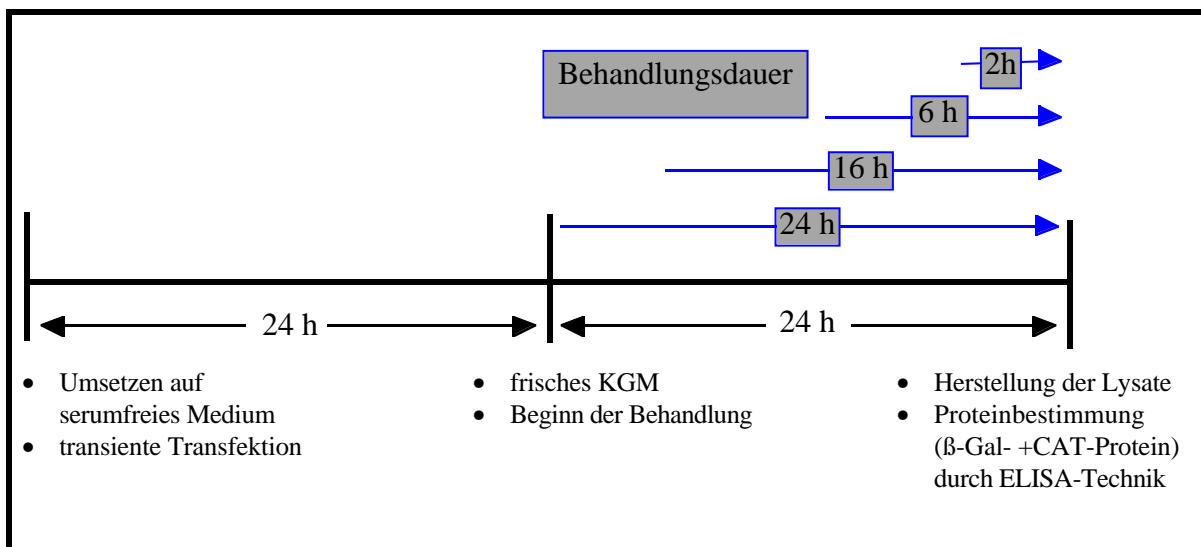 Behandlungsdauer
2h
6 h
16 h
24 h
24 h
24 h
• Umsetzen auf
serumfreies Medium
• transiente Transfektion
• frisches KGM
• Beginn der Behandlung
• Herstellung der Lysate
• Proteinbestimmung
(ß-Gal- +CAT-Protein)
durch ELISA-Technik